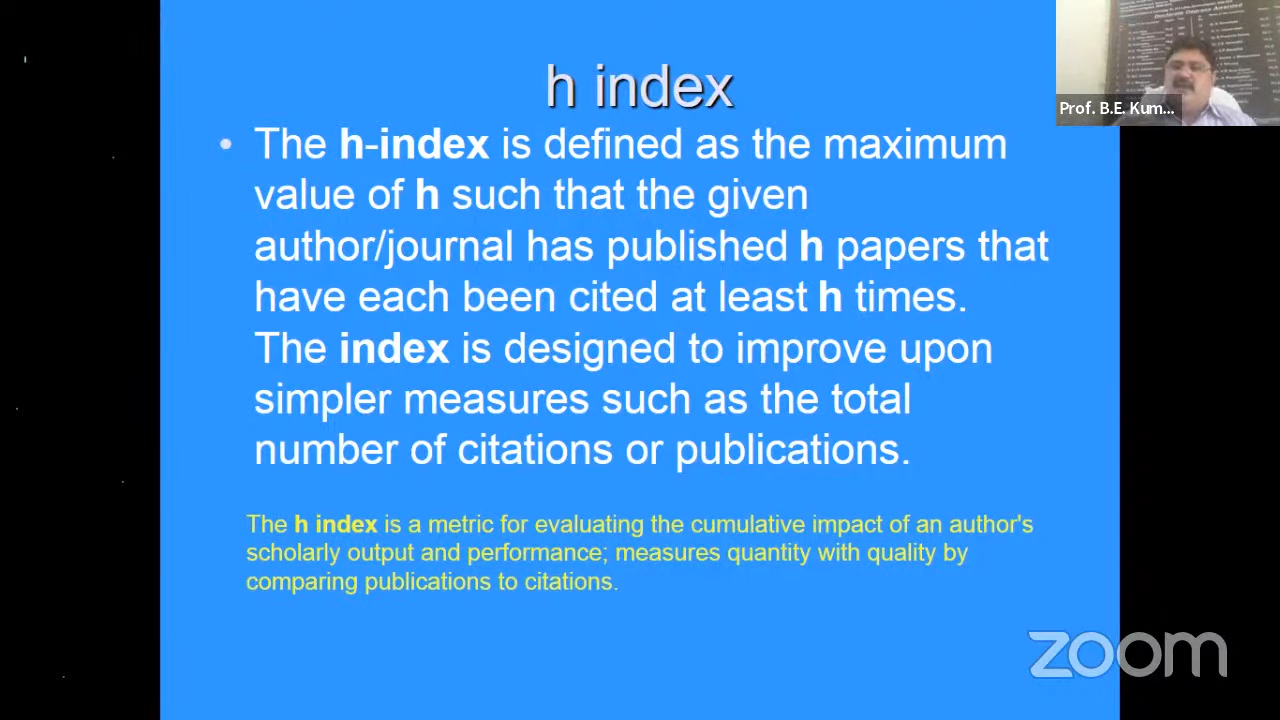 h index
• The h-index is defined as the maximum
value of h such that the given
author/journal has published h papers that
have each been cited at least h times.
The index is designed to improve upon
simpler measures such as the total
number of citations or publications.
The h index is a metric for evaluating the cumulative impact of an author's
scholarly output and performance; measures quantity with quality by
comparing publications to citations.
Doctorate Degrees Awarded
Prof. B.E. Kum...
zoom